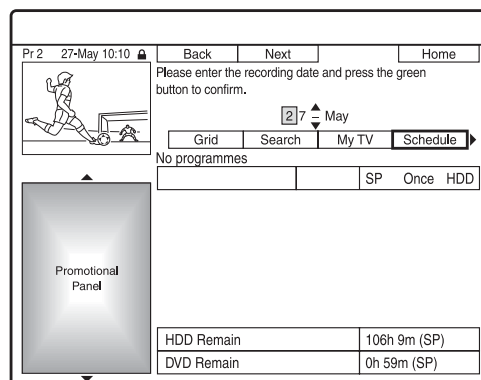 Pr 2 27-May 10:10
Back Next Home
Please enter the recording date and press the green
button to confirm.
27 May
Grid Search My TV Schedule
No programmes
SP Once HDD
Promotional
Panel
HDD Remain 106h 9m (SP)
DVD Remain 0h 59m (SP)